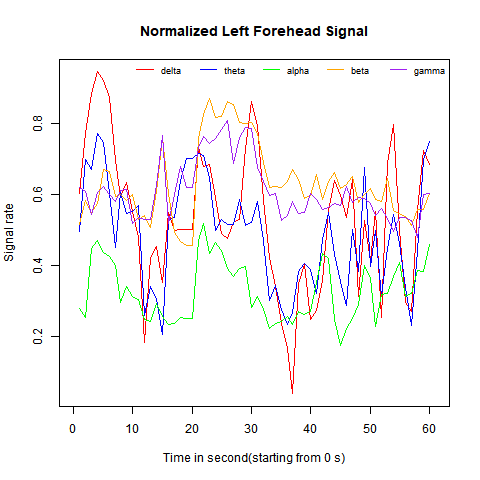 Normalized Left Forehead Signal
delta theta alpha beta gamma
Signal rate
0.8
0.6
0.4
0.2
0 10 20 30 40 50 60
Time in second(starting from 0 s)